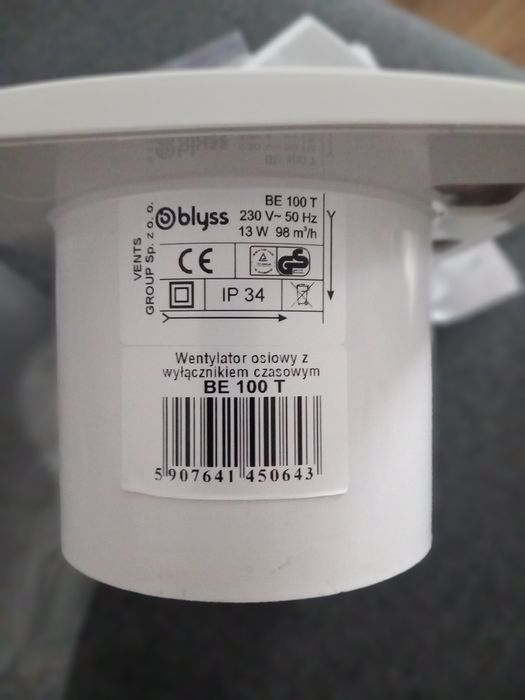 blyss
BE 100 T
230 V~ 50 Hz
13 W 98 m³/h
VENTS
GROUP Sp. z o. o.
CE
GS
IP 34
Wentylator osiowy z
wyłącznikiem czasowym
BE 100 T
5 907641 450643